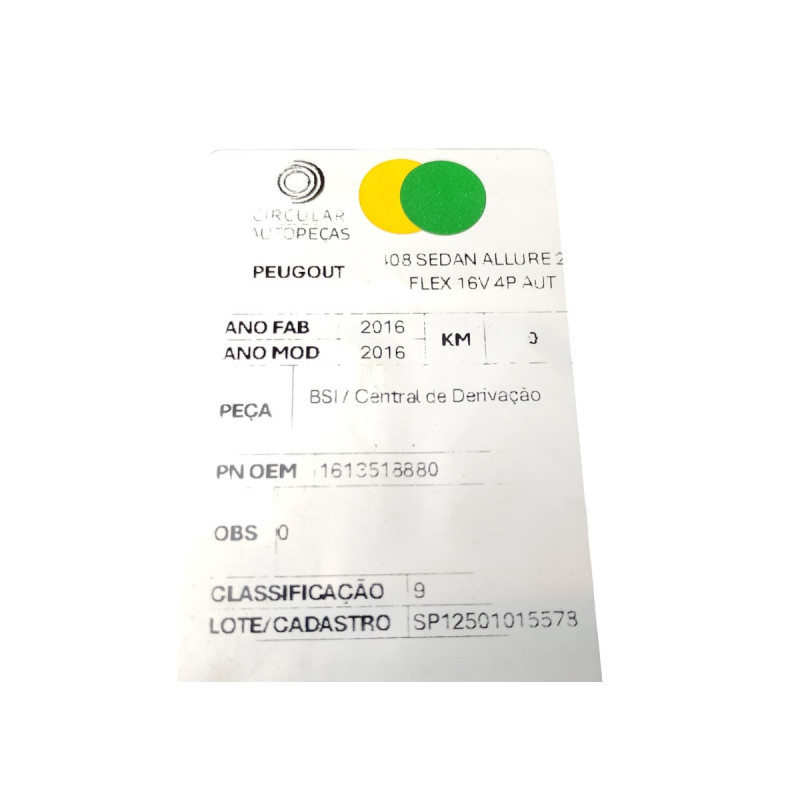 CIRCULAR
AUTOPEÇAS
PEUGOUT
408 SEDAN ALLURE 2
FLEX 16V 4P AUT
ANO FAB 2016
ANO MOD 2016
KM 0
PEÇA BSI / Central de Derivação
PN OEM 1613518880
OBS 0
CLASSIFICAÇÃO 9
LOTE/CADASTRO SP12501015578